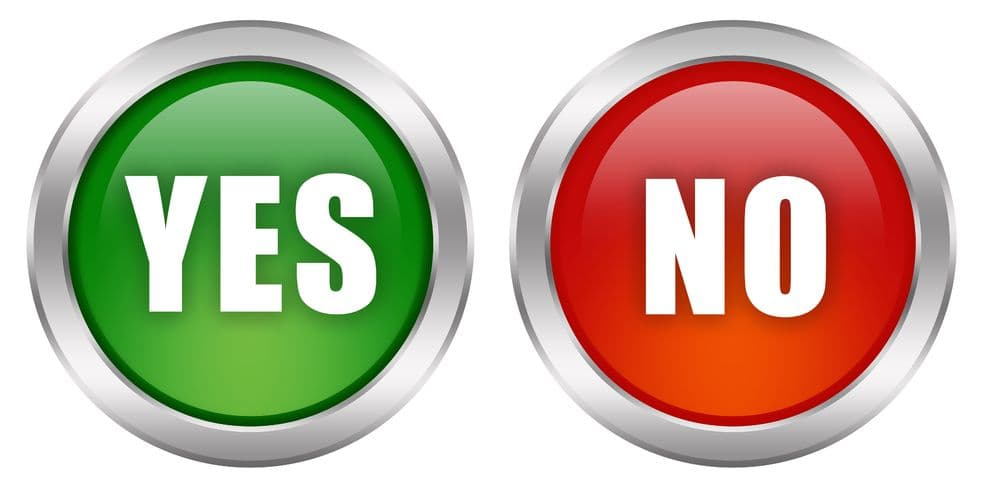 YES NO